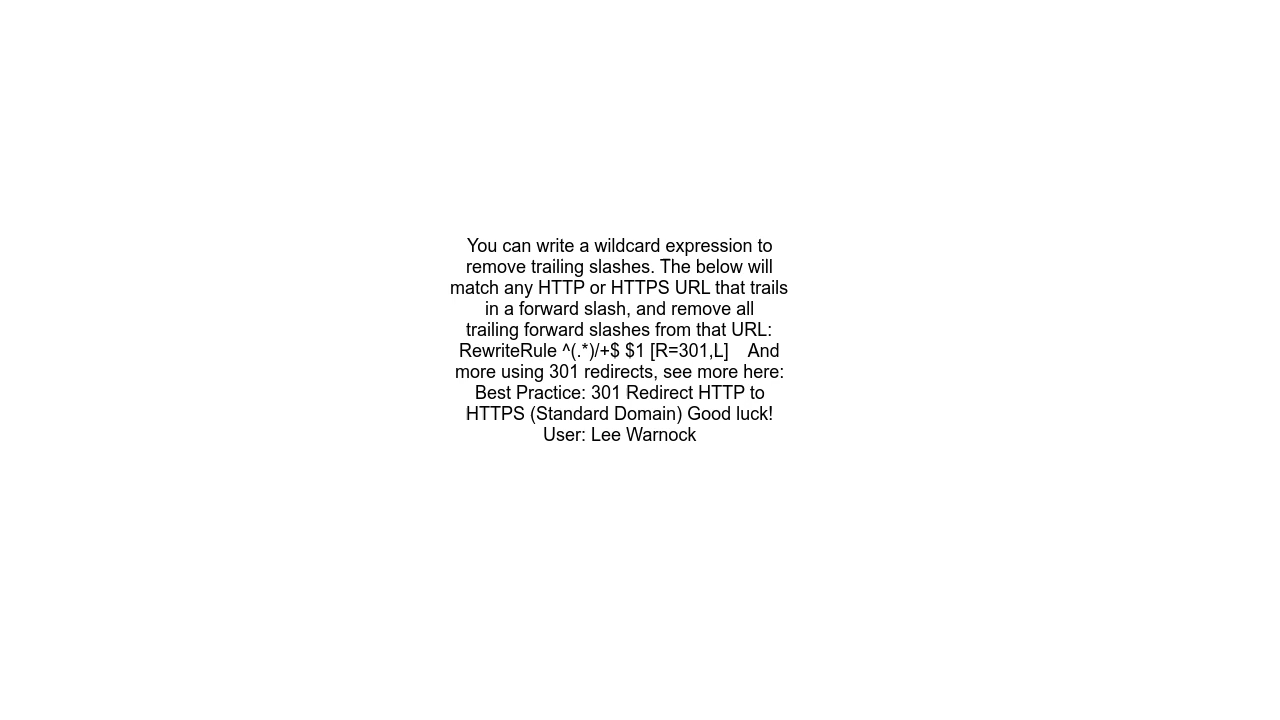 You can write a wildcard expression to
remove trailing slashes. The below will
match any HTTP or HTTPS URL that trails
in a forward slash, and remove all
trailing forward slashes from that URL:
RewriteRule ^(.*)/+$ $1 [R=301,L]    And
more using 301 redirects, see more here:
Best Practice: 301 Redirect HTTP to
HTTPS (Standard Domain) Good luck!
User: Lee Warnock